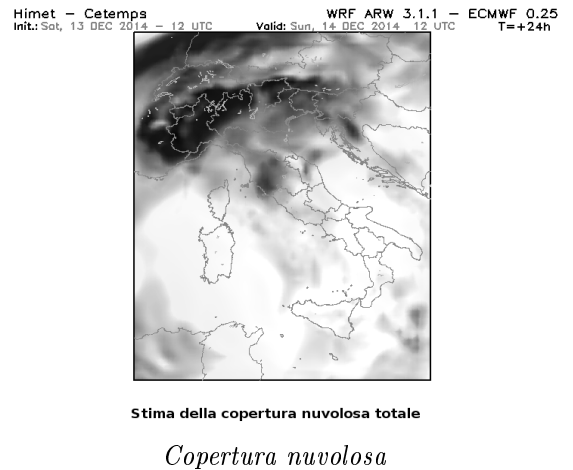 Himet – Cetemps WRF ARW 3.1.1 – ECMWF 0.25
Init.: Sat, 13 DEC 2014 – 12 UTC Valid: Sun, 14 DEC 2014 12 UTC T=+24h
Stima della copertura nuvolosa totale
Copertura nuvolosa